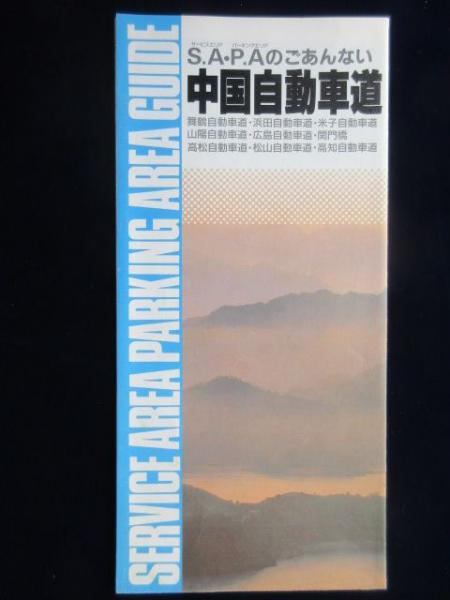 SERVICE AREA PARKING AREA GUIDE
サービスエリア パーキングエリア
S.A・P.Aのごあんない
中国自動車道
舞鶴自動車道・浜田自動車道・米子自動車道
山陽自動車道・広島自動車道・関門橋
高松自動車道・松山自動車道・高知自動車道